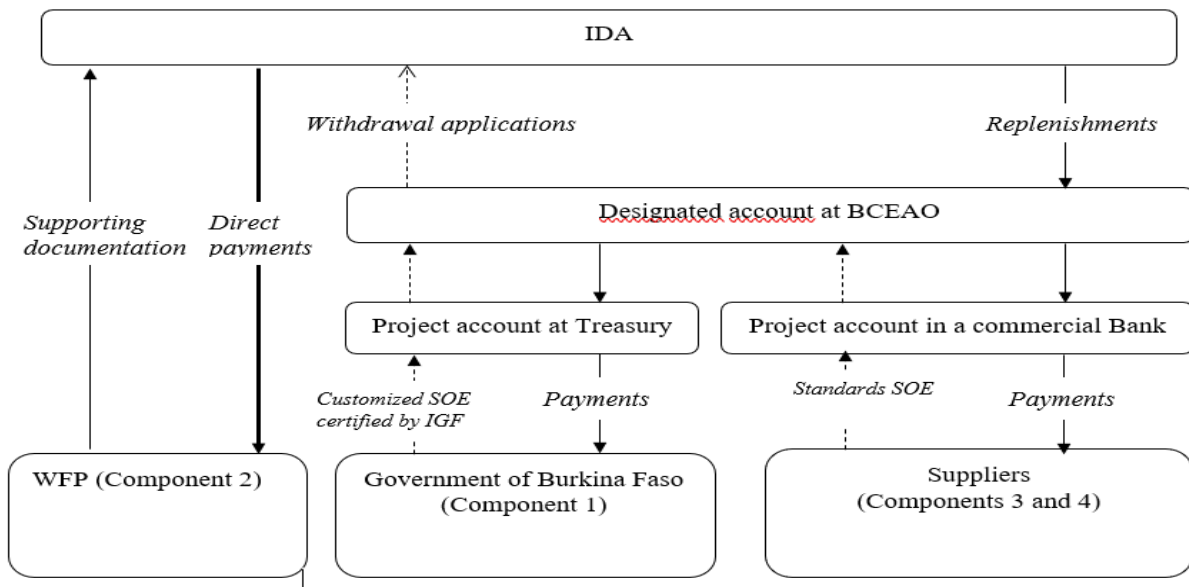 IDA
Withdrawal applications
Replenishments
Supporting
documentation
Direct
payments
Designated account at BCEAO
Project account at Treasury
Project account in a commercial Bank
Customized SOE
certified by IGF
Payments
Standards SOE
Payments
WFP (Component 2)
Government of Burkina Faso
(Component 1)
Suppliers
(Components 3 and 4)